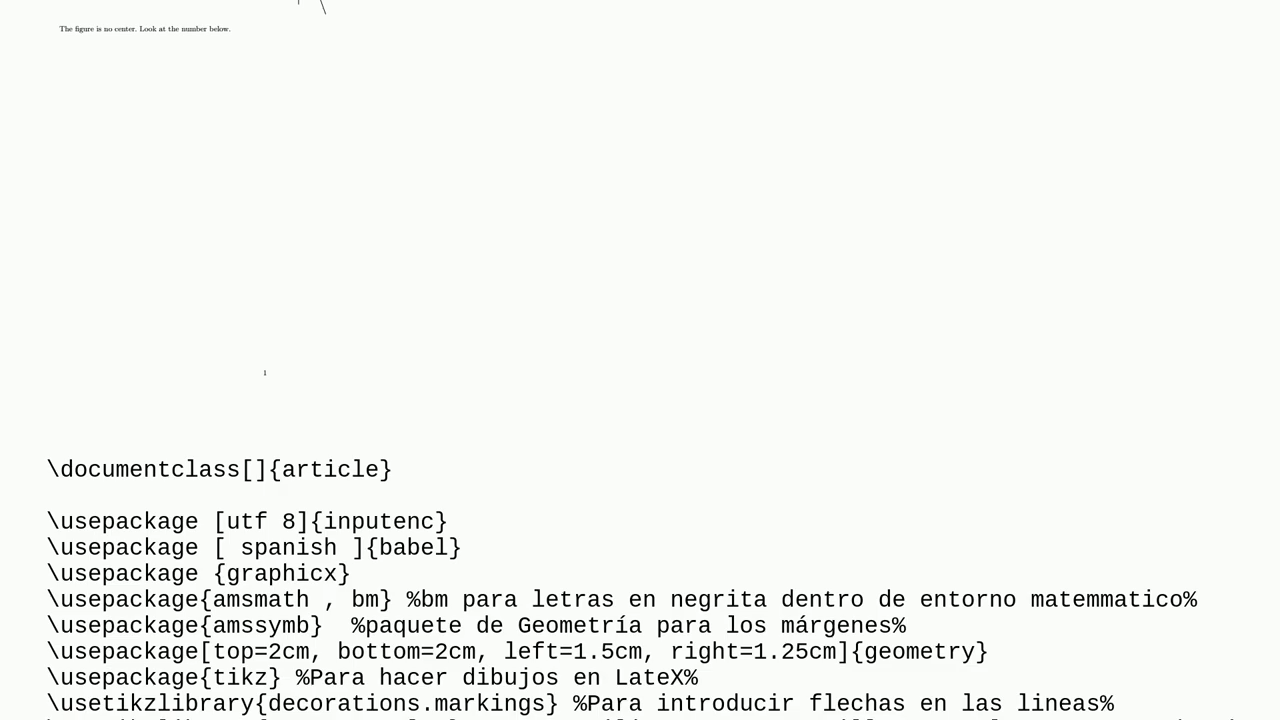 The figure is no center. Look at the number below.
1
\documentclass[]{article}
\usepackage [utf 8]{inputenc}
\usepackage [ spanish ]{babel}
\usepackage {graphicx}
\usepackage{amsmath , bm} %bm para letras en negrita dentro de entorno matemmatico%
\usepackage{amssymb}  %paquete de Geometría para los márgenes%
\usepackage[top=2cm, bottom=2cm, left=1.5cm, right=1.25cm]{geometry}
\usepackage{tikz} %Para hacer dibujos en LateX%
\usetikzlibrary{decorations.markings} %Para introducir flechas en las lineas%